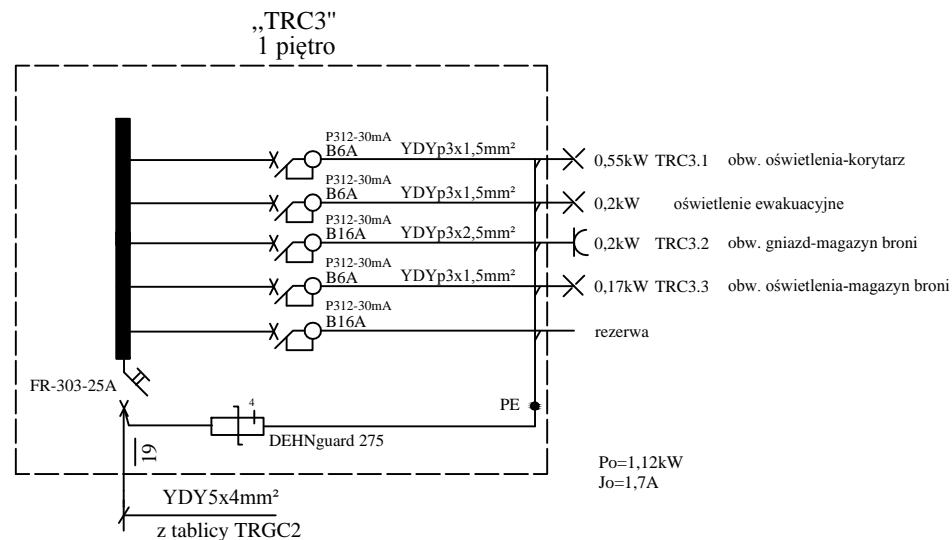 „TRC3"
1 piętro
P312-30mA
B6A YDYp3x1,5mm² 0,55kW TRC3.1 obw. oświetlenia-korytarz
P312-30mA
B6A YDYp3x1,5mm² 0,2kW oświetlenie ewakuacyjne
P312-30mA
B16A YDYp3x2,5mm² 0,2kW TRC3.2 obw. gniazd-magazyn broni
P312-30mA
B6A YDYp3x1,5mm² 0,17kW TRC3.3 obw. oświetlenia-magazyn broni
P312-30mA
B16A rezerwa
FR-303-25A
4
PE
DEHNguard 275
19
Po=1,12kW
Jo=1,7A
YDY5x4mm²
z tablicy TRGC2